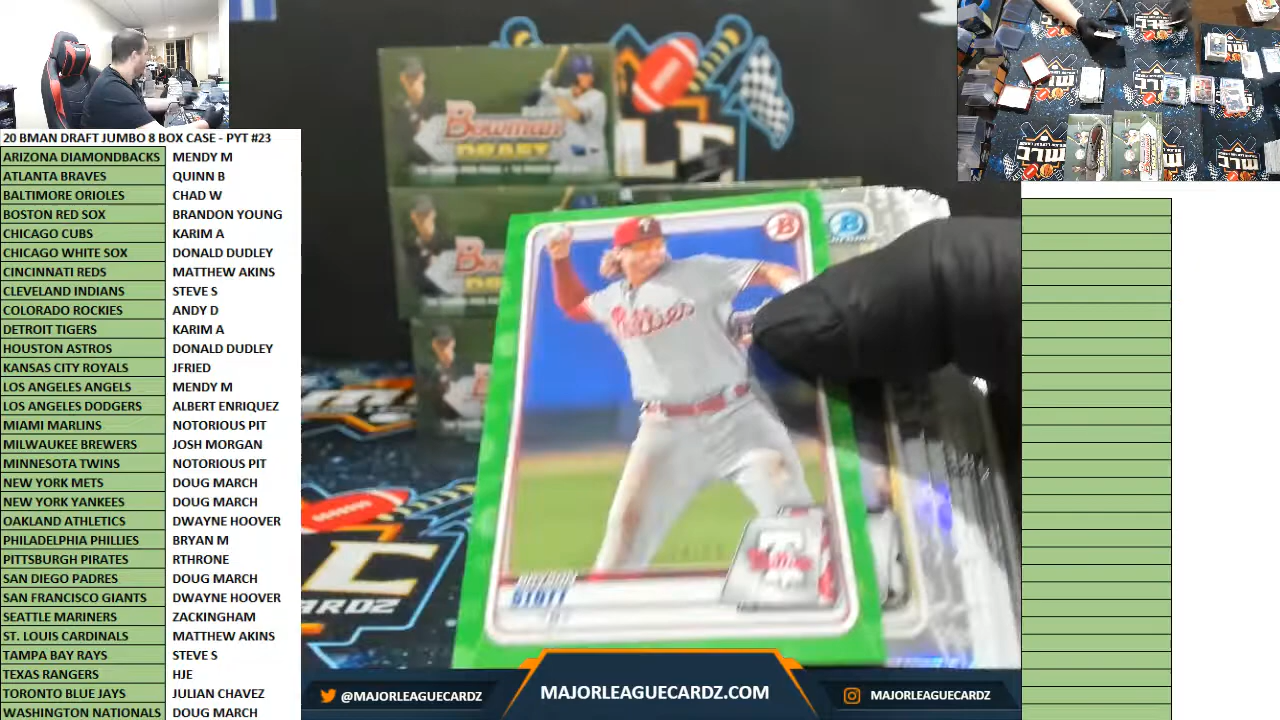 20 BMAN DRAFT JUMBO 8 BOX CASE - PYT #23
ARIZONA DIAMONDBACKS MENDY M
ATLANTA BRAVES QUINN B
BALTIMORE ORIOLES CHAD W
BOSTON RED SOX BRANDON YOUNG
CHICAGO CUBS KARIM A
CHICAGO WHITE SOX DONALD DUDLEY
CINCINNATI REDS MATTHEW AKINS
CLEVELAND INDIANS STEVE S
COLORADO ROCKIES ANDY D
DETROIT TIGERS KARIM A
HOUSTON ASTROS DONALD DUDLEY
KANSAS CITY ROYALS JFRIED
LOS ANGELES ANGELS MENDY M
LOS ANGELES DODGERS ALBERT ENRIQUEZ
MIAMI MARLINS NOTORIOUS PIT
MILWAUKEE BREWERS JOSH MORGAN
MINNESOTA TWINS NOTORIOUS PIT
NEW YORK METS DOUG MARCH
NEW YORK YANKEES DOUG MARCH
OAKLAND ATHLETICS DWAYNE HOOVER
PHILADELPHIA PHILLIES BRYAN M
PITTSBURGH PIRATES RTHRONE
SAN DIEGO PADRES DOUG MARCH
SAN FRANCISCO GIANTS DWAYNE HOOVER
SEATTLE MARINERS ZACKINGHAM
ST. LOUIS CARDINALS MATTHEW AKINS
TAMPA BAY RAYS STEVE S
TEXAS RANGERS HJE
TORONTO BLUE JAYS JULIAN CHAVEZ
WASHINGTON NATIONALS DOUG MARCH
Bowman
DRAFT
B
Phillies
BRYSON
STOTT
@MAJORLEAGUECARDZ
MAJORLEAGUECARDZ.COM
MAJORLEAGUECARDZ